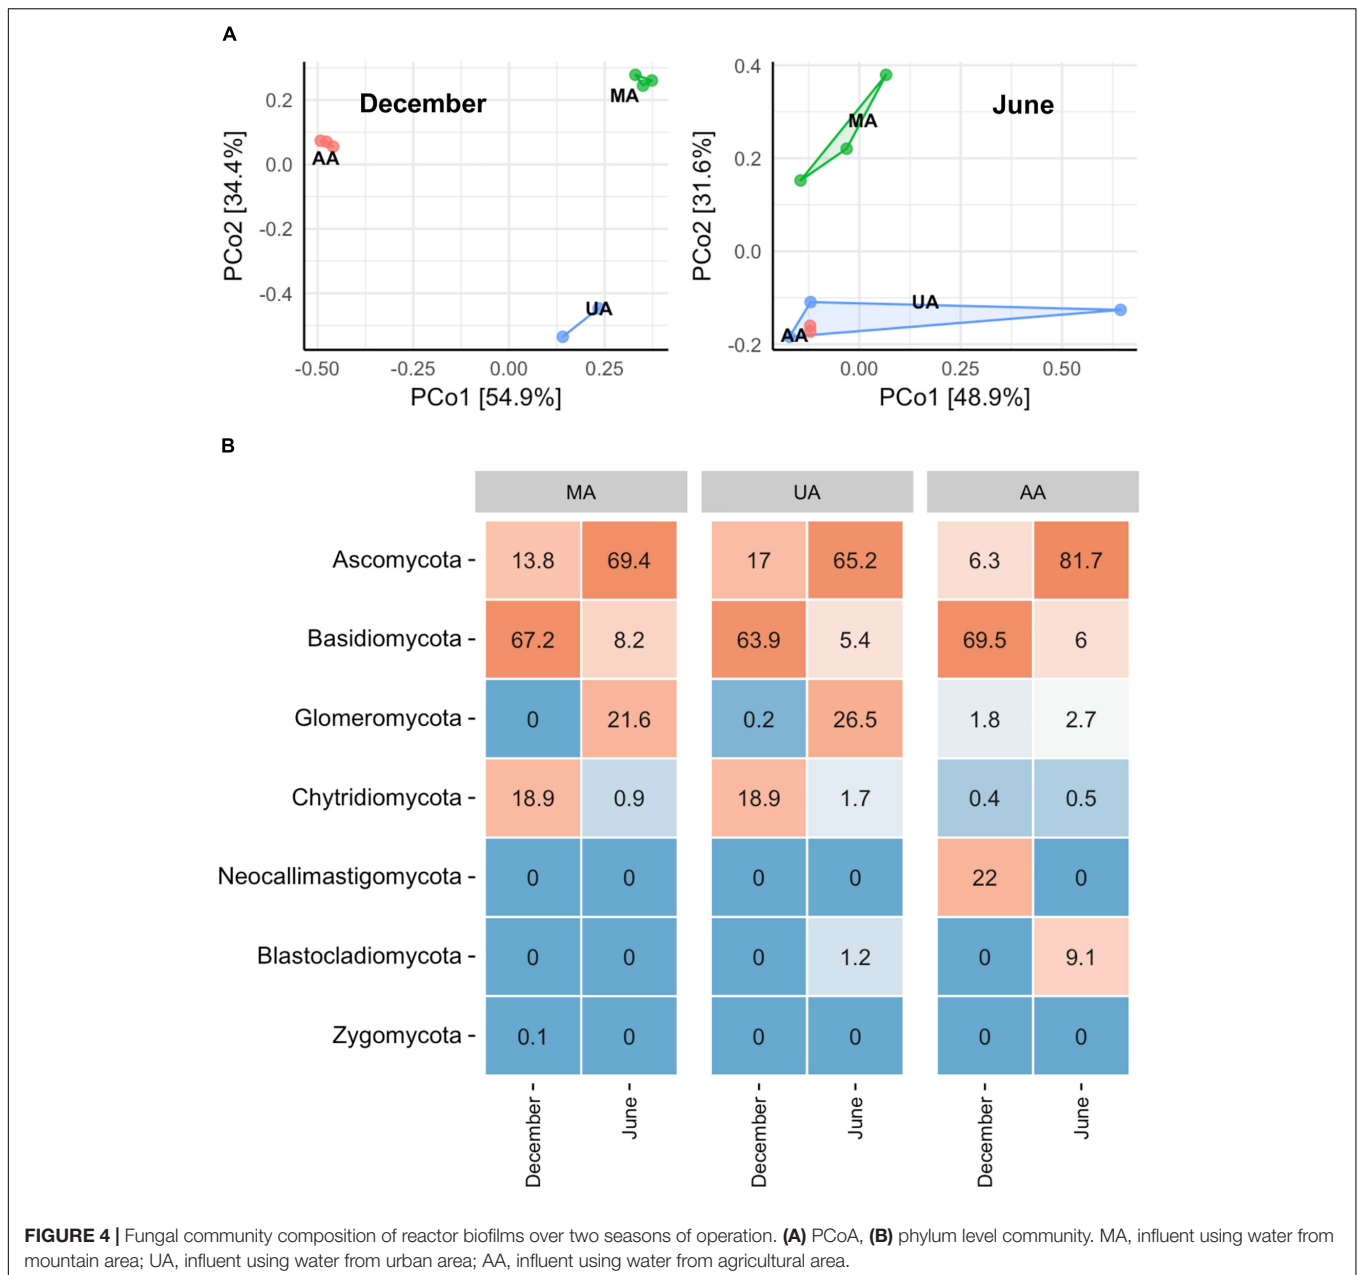 A
December
MA
AA
UA
0.2
0.0
-0.2
-0.4
PCo2 [34.4%]
-0.50 -0.25 0.00 0.25
PCo1 [54.9%]
June
MA
UA
AA
0.4
0.2
0.0
-0.2
PCo2 [31.6%]
0.00 0.25 0.50
PCo1 [48.9%]
B
MA UA AA
Ascomycota 13.8 69.4 17 65.2 6.3 81.7
Basidiomycota 67.2 8.2 63.9 5.4 69.5 6
Glomeromycota 0 21.6 0.2 26.5 1.8 2.7
Chytridiomycota 18.9 0.9 18.9 1.7 0.4 0.5
Neocallimastigomycota 0 0 0 0 22 0
Blastocladiomycota 0 0 0 1.2 0 9.1
Zygomycota 0.1 0 0 0 0 0
December June December June December June
FIGURE 4 | Fungal community composition of reactor biofilms over two seasons of operation. (A) PCoA, (B) phylum level community. MA, influent using water from
mountain area; UA, influent using water from urban area; AA, influent using water from agricultural area.